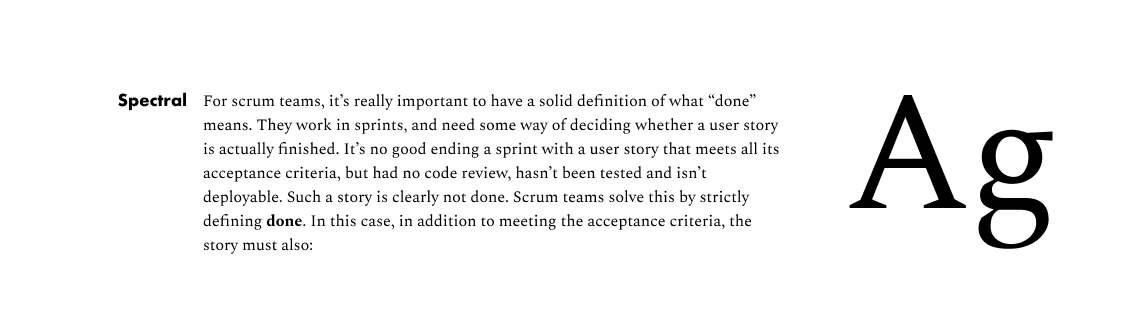 Spectral
For scrum teams, it’s really important to have a solid definition of what “done”
means. They work in sprints, and need some way of deciding whether a user story
is actually finished. It’s no good ending a sprint with a user story that meets all its
acceptance criteria, but had no code review, hasn’t been tested and isn’t
deployable. Such a story is clearly not done. Scrum teams solve this by strictly
defining done. In this case, in addition to meeting the acceptance criteria, the
story must also:
Ag